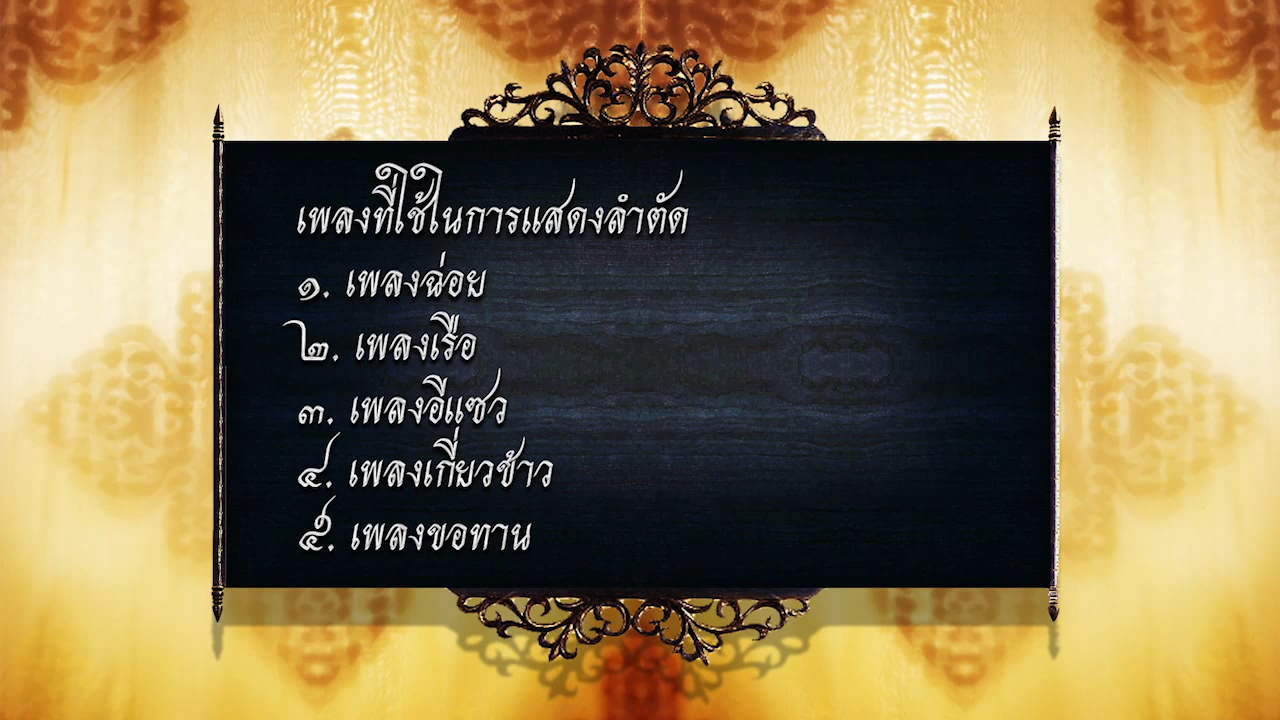 เพลงที่ใช้ในการแสดงลำตัด
๑. เพลงฉ่อย
๒. เพลงเรือ
๓. เพลงอีแซว
๔. เพลงเกี่ยวข้าว
๕. เพลงขอทาน